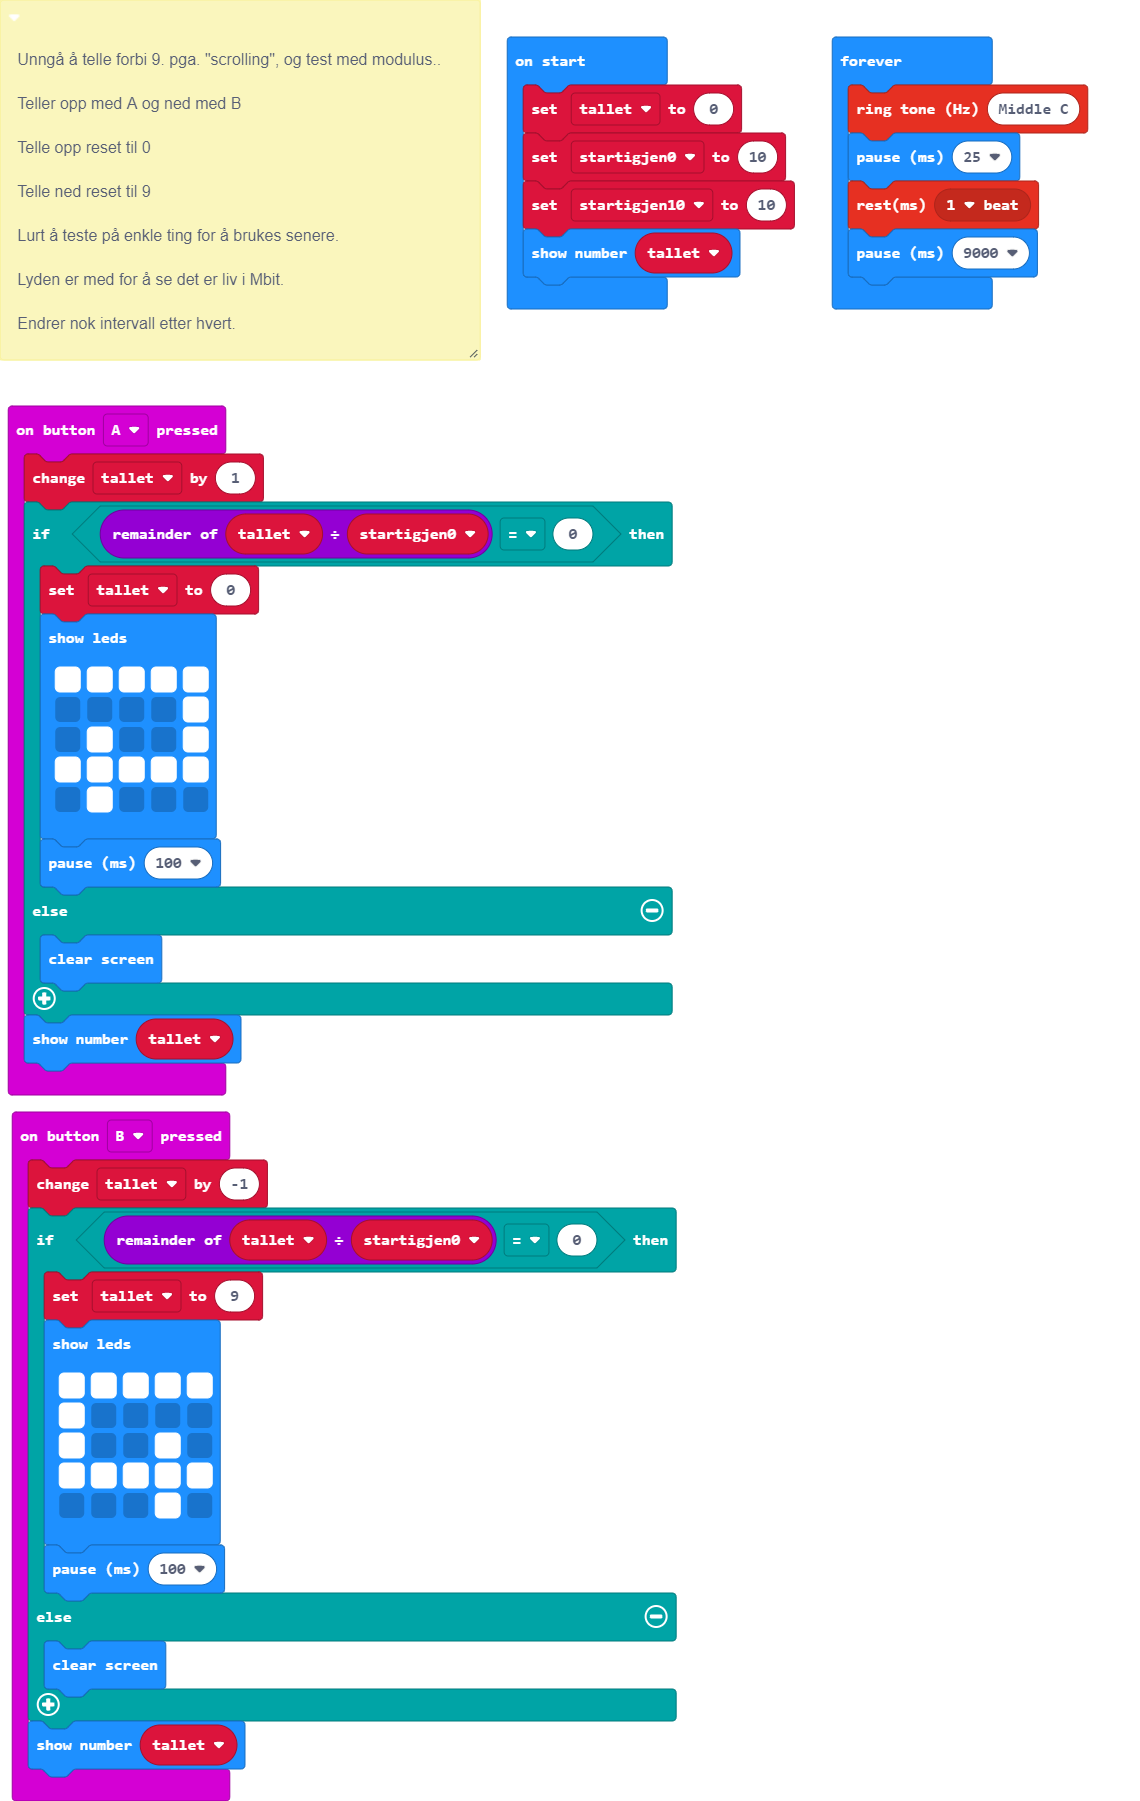 Unngå å telle forbi 9. pga. "scrolling", og test med modulus..
Teller opp med A og ned med B
Telle opp reset til 0
Telle ned reset til 9
Lurt å teste på enkle ting for å brukes senere.
Lyden er med for å se det er liv i Mbit.
Endrer nok intervall etter hvert.
on start
set tallet to 0
set startigjen0 to 10
set startigjen10 to 10
show number tallet
forever
ring tone (Hz) Middle C
pause (ms) 25
rest(ms) 1 beat
pause (ms) 9000
on button A pressed
change tallet by 1
if remainder of tallet ÷ startigjen0 = 0 then
set tallet to 0
show leds
pause (ms) 100
else
clear screen
show number tallet
on button B pressed
change tallet by -1
if remainder of tallet ÷ startigjen0 = 0 then
set tallet to 9
show leds
pause (ms) 100
else
clear screen
show number tallet